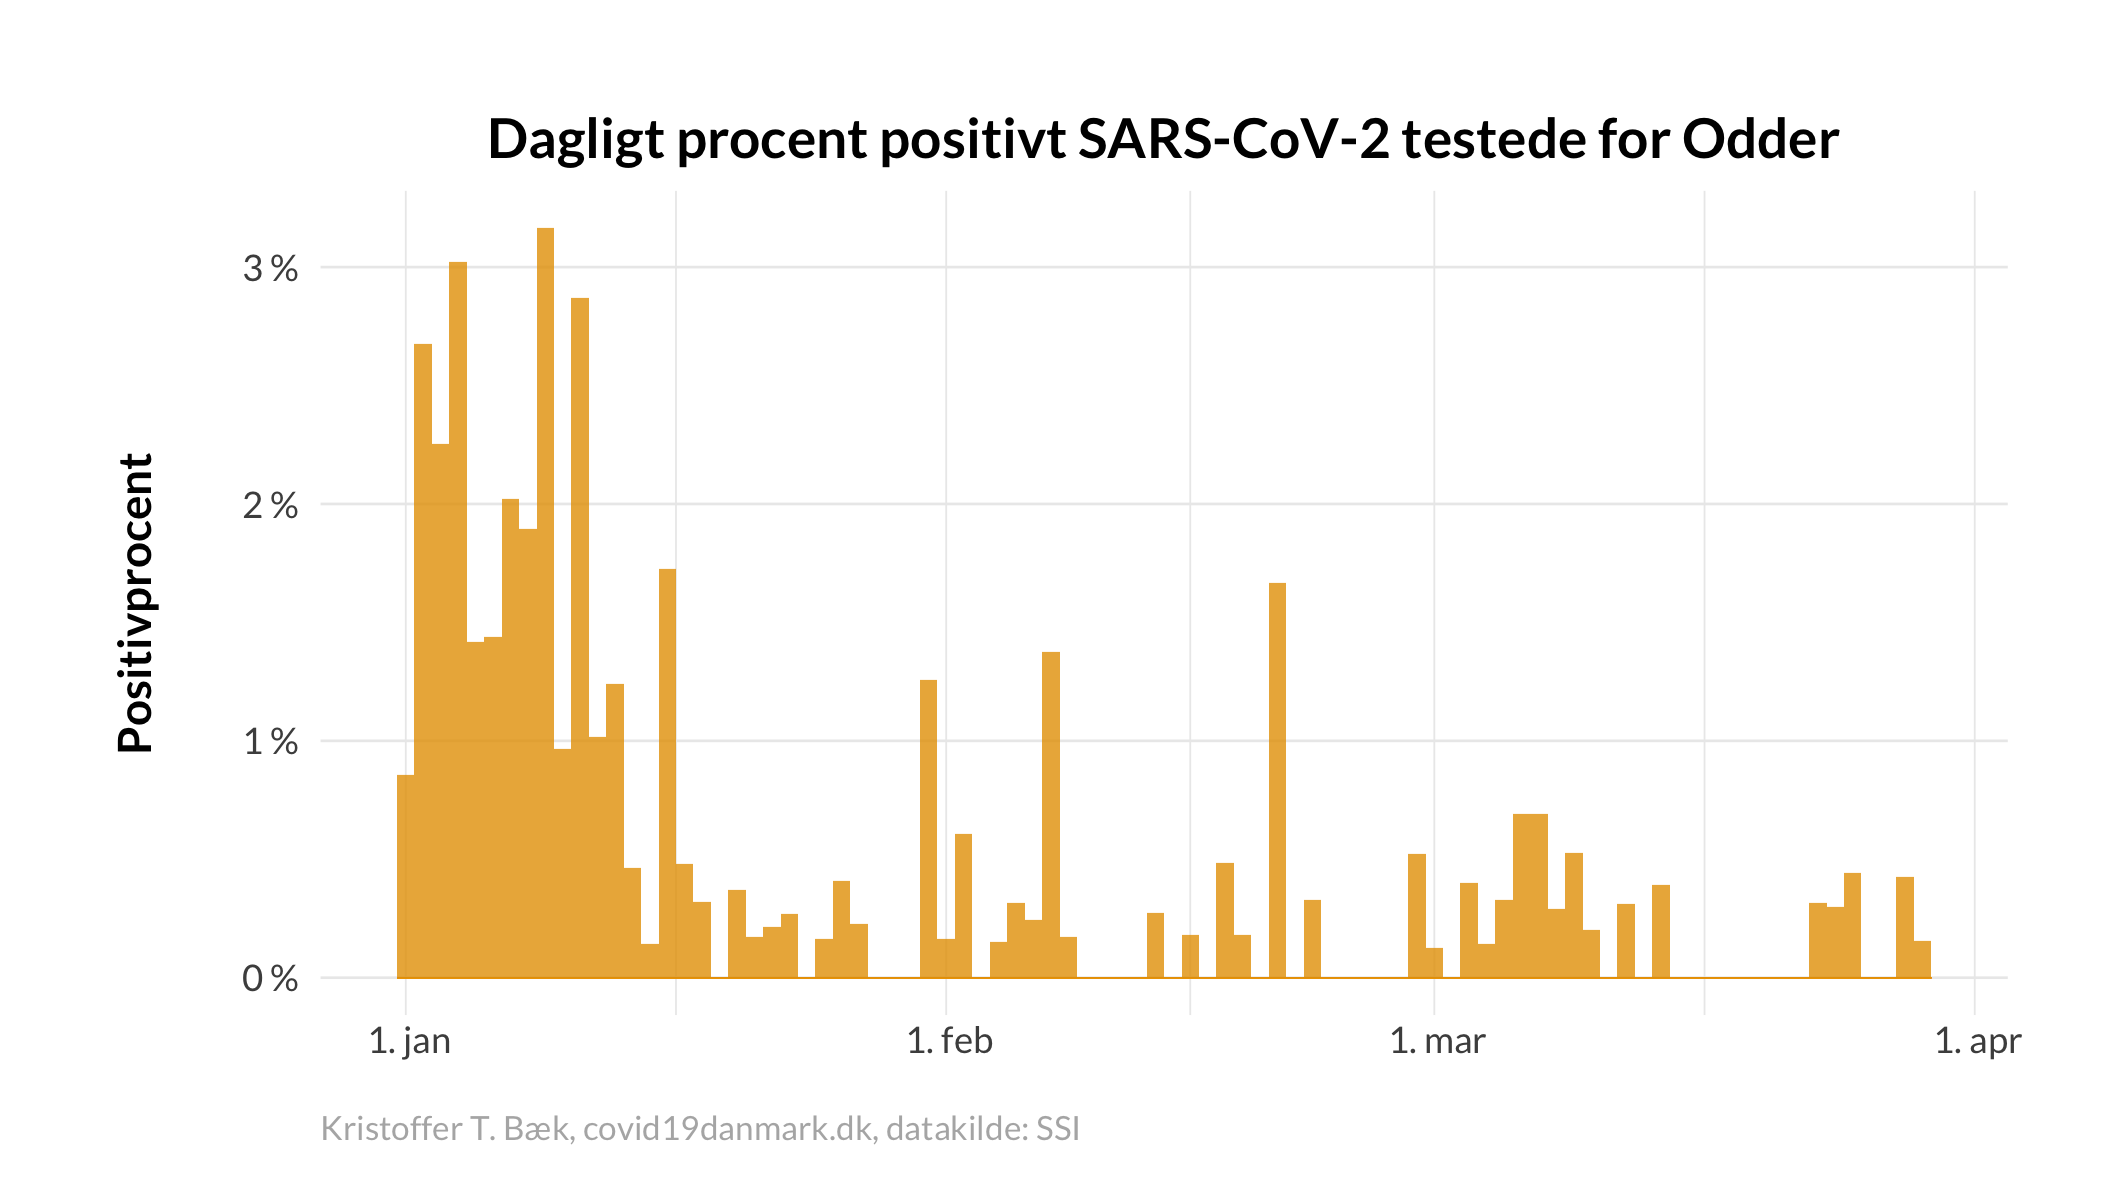 Dagligt procent positivt SARS-CoV-2 testede for Odder
Positivprocent
3 %
2 %
1 %
0 %
1. jan
1. feb
1. mar
1. apr
Kristoffer T. Bæk, covid19danmark.dk, datakilde: SSI